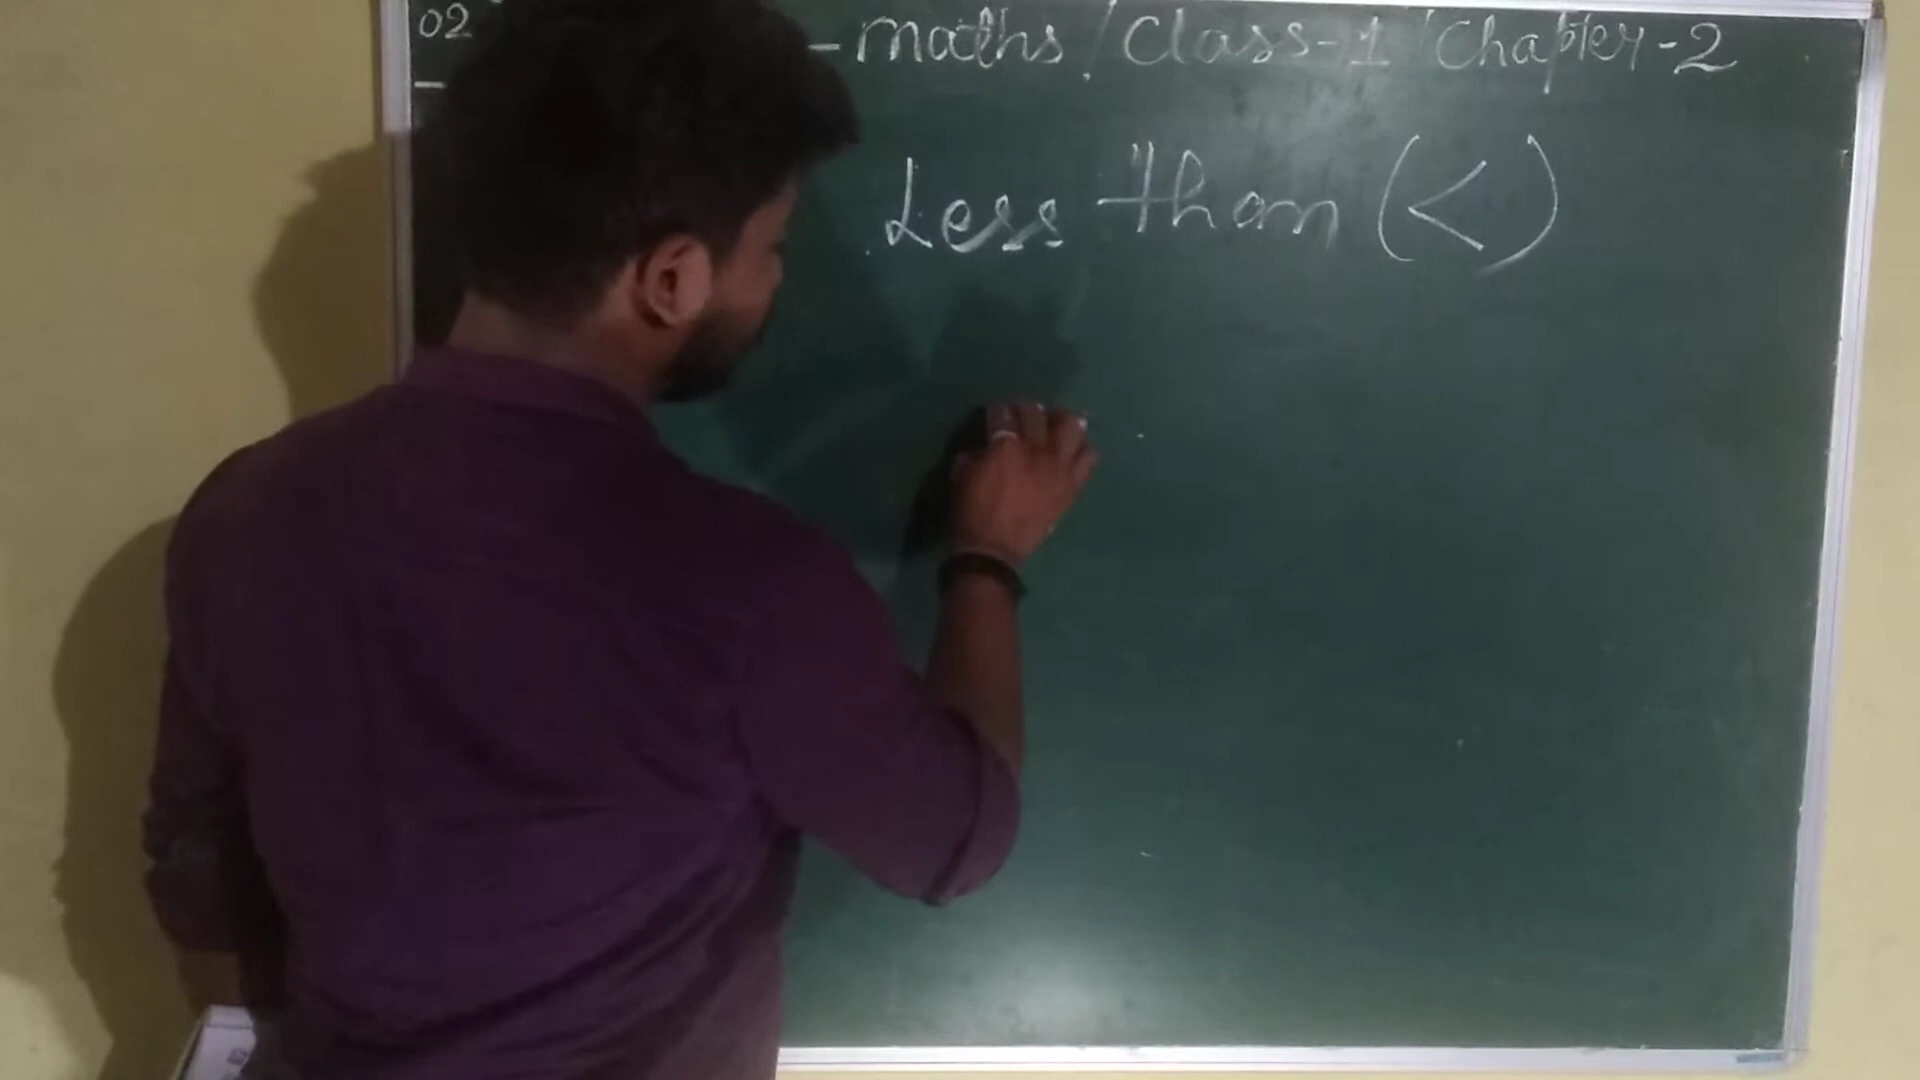 02 - maths / Class-1 / Chapter-2
Less than (<)